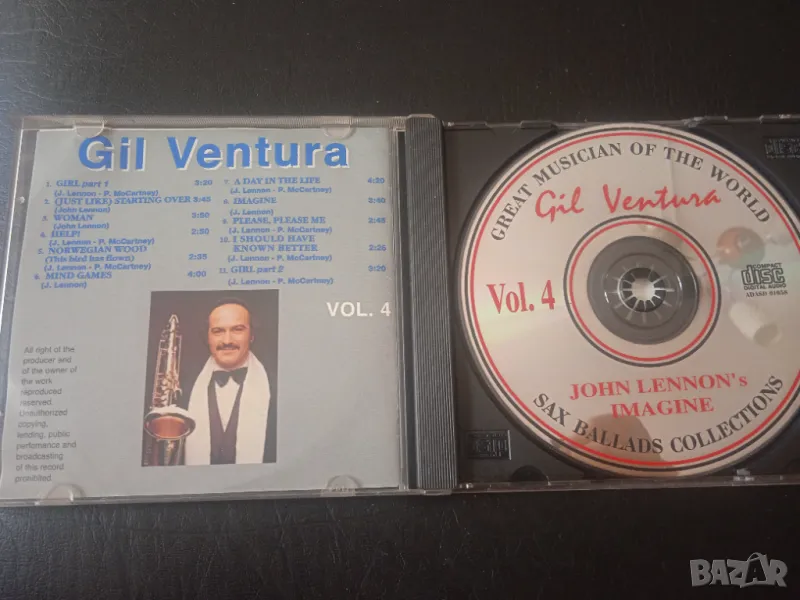 Gil Ventura
1. GIRL part 1 3:20
(J. Lennon - P. McCartney)
2. (JUST LIKE) STARTING OVER 3:45
(John Lennon)
3. WOMAN 3:50
(John Lennon)
4. HELP! 2:50
(J. Lennon - P. McCartney)
5. NORWEGIAN WOOD
(This bird has flown) 2:35
(J. Lennon - P. McCartney)
6. MIND GAMES 4:00
(J. Lennon)
7. A DAY IN THE LIFE 4:20
(J. Lennon - P. McCartney)
8. IMAGINE
(J. Lennon)
9. PLEASE, PLEASE ME 2:45
(J. Lennon - P. McCartney)
10. I SHOULD HAVE
KNOWN BETTER 2:25
(J. Lennon - P. McCartney)
11. GIRL part II 3:20
(J. Lennon - P. McCartney)
VOL. 4
All right of the
producer and
of the owner of
the work
reproduced
reserved.
Unauthorized
copying,
lending, public
performance and
broadcasting
of this record
prohibited.
GREAT MUSICIAN OF THE WORLD
Gil Ventura
Vol. 4
COMPACT
disc
DIGITAL AUDIO
JOHN LENNON's
IMAGINE
SAX BALLADS COLLECTIONS
BAZAR